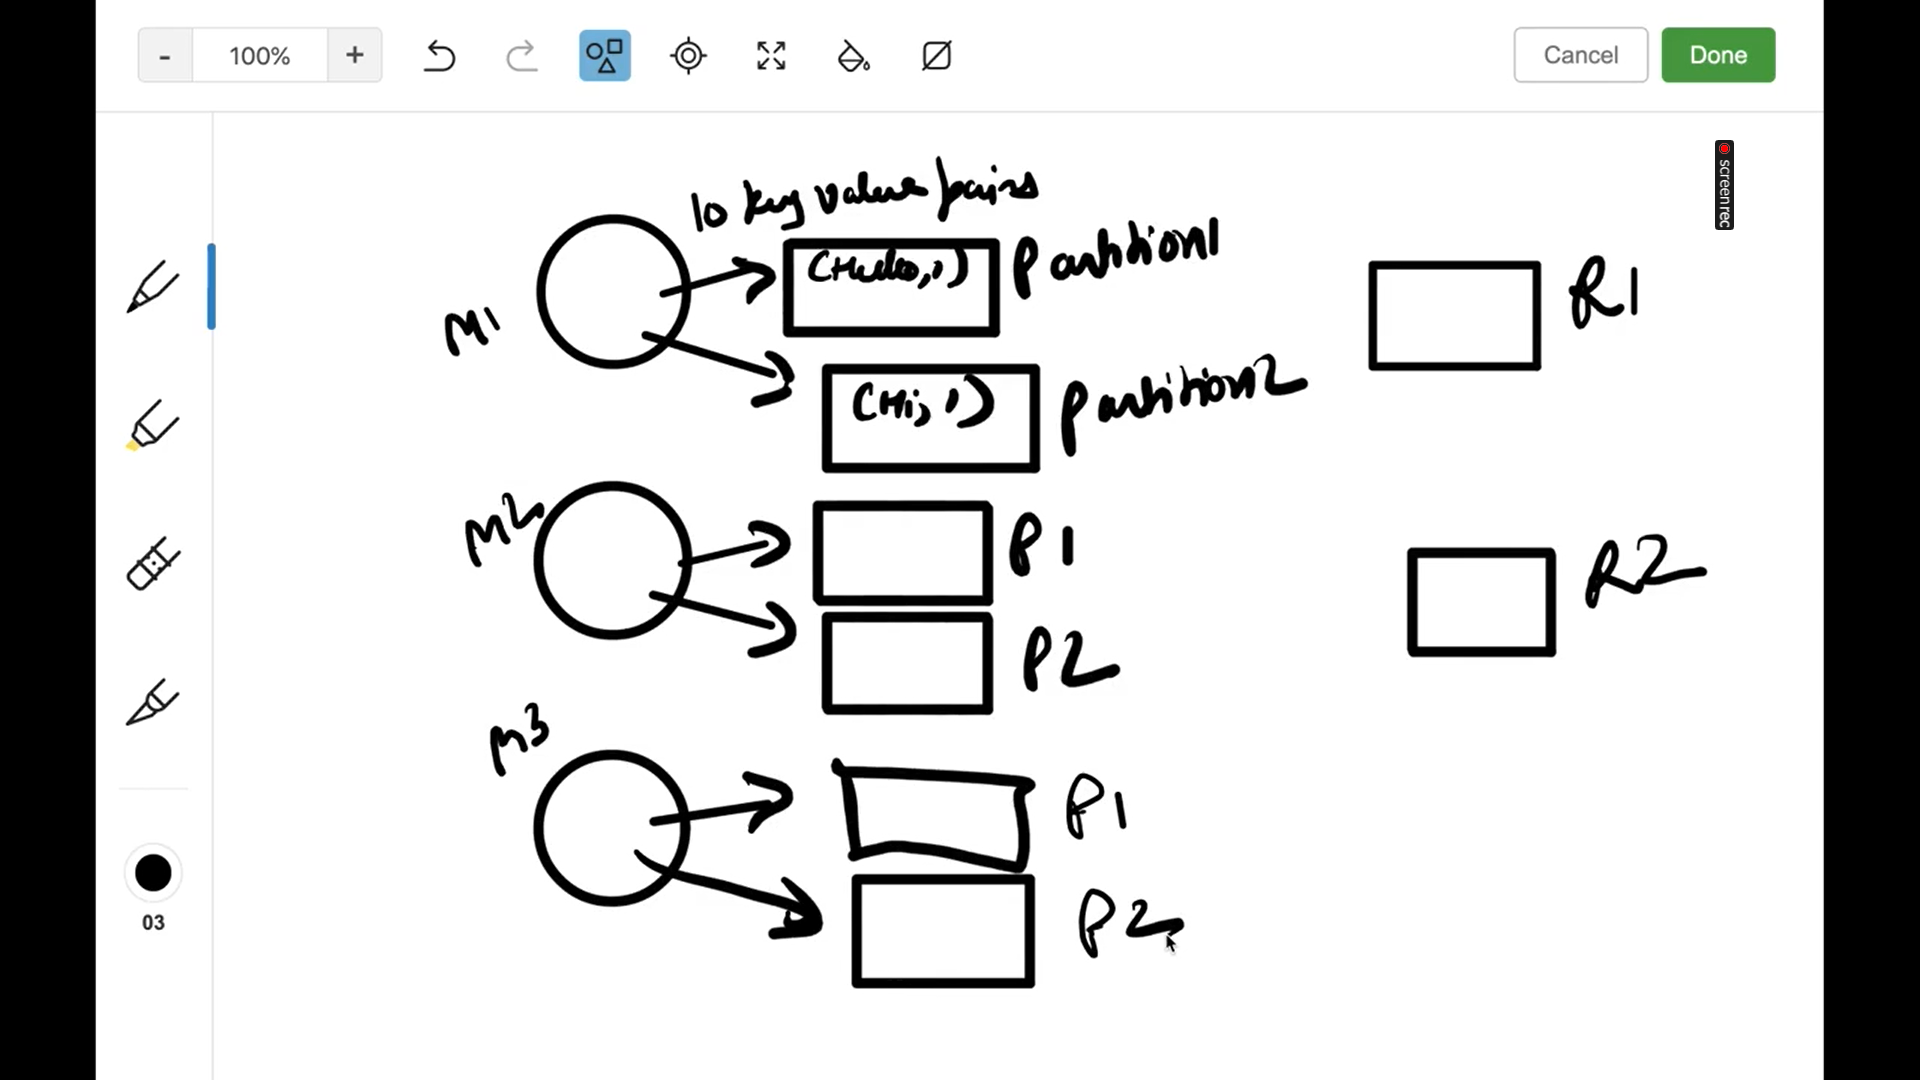 - 100% + Cancel Done
screenrec
10 key value pairs
(Hello, 1) Partition1
M1
R1
(Hi, 1) Partition2
M2
P1
R2
P2
M3
P1
P2
03